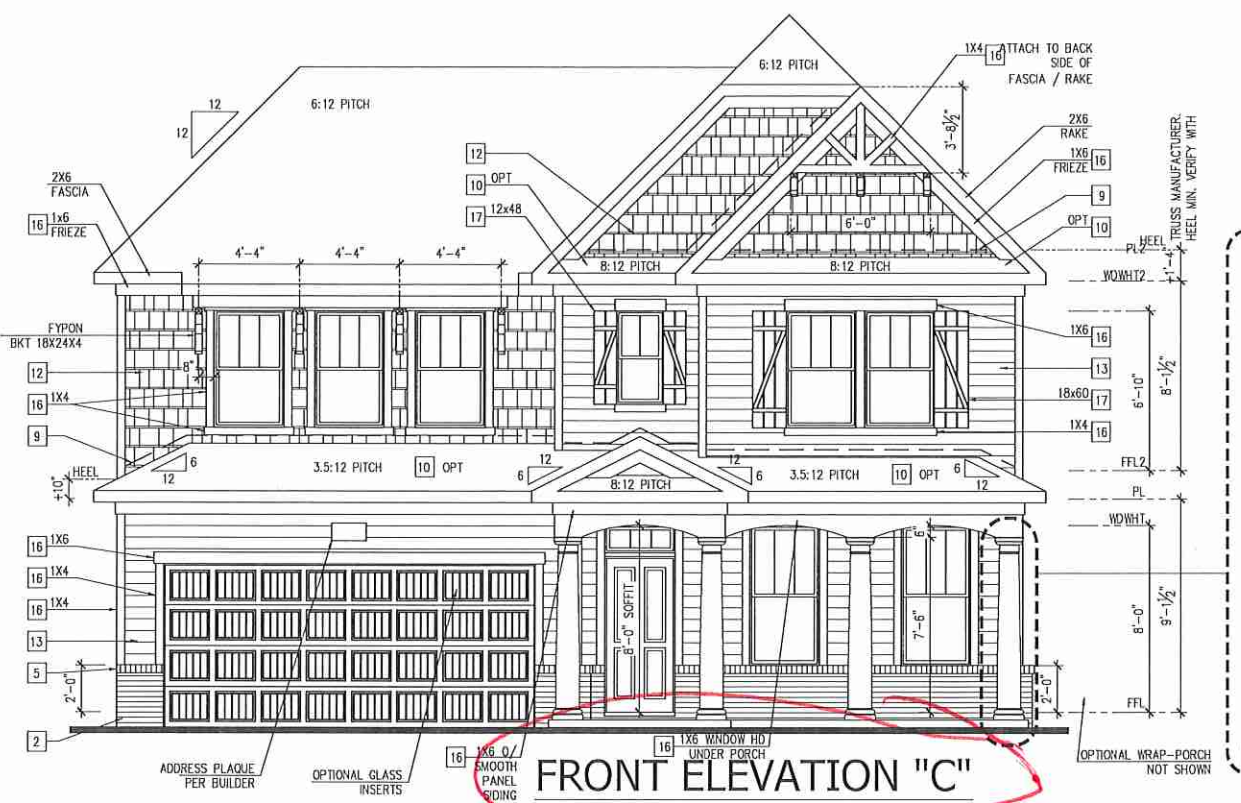 1X4 16 ATTACH TO BACK
SIDE OF
FASCIA / RAKE
6:12 PITCH
6:12 PITCH
12
12
3'-8½"
2X6
RAKE
1X6 16
FRIEZE
9
OPT 10
TRUSS MANUFACTURER.
HEEL MIN. VERIFY WITH
12
10 OPT
17 12x48
2X6
FASCIA
16 1x6
FRIEZE
4'-4" 4'-4" 4'-4"
6'-0"
8:12 PITCH
8:12 PITCH
HEEL
PL2
+1'-4"
WDWHT2
FYPON
BKT 18X24X4
8"
12
16 1X4
9
1X6 16
13
18x60 17
1X4 16
6'-10"
8'-1½"
HEEL
+10"
6
12
3.5:12 PITCH 10 OPT
12
6
8:12 PITCH
12
6
3.5:12 PITCH 10 OPT
6
12
FFL2
PL
WDWHT
16 1X6
16 1X4
16 1X4
13
5
2'-0"
2
8'-0" SOFFIT
6"
7'-6"
8'-0"
9'-1½"
2'-0"
FFL
ADDRESS PLAQUE
PER BUILDER
OPTIONAL GLASS
INSERTS
16 1X6 O/
SMOOTH
PANEL
SIDING
16 1X6 WINDOW HD
UNDER PORCH
OPTIONAL WRAP-PORCH
NOT SHOWN
FRONT ELEVATION "C"